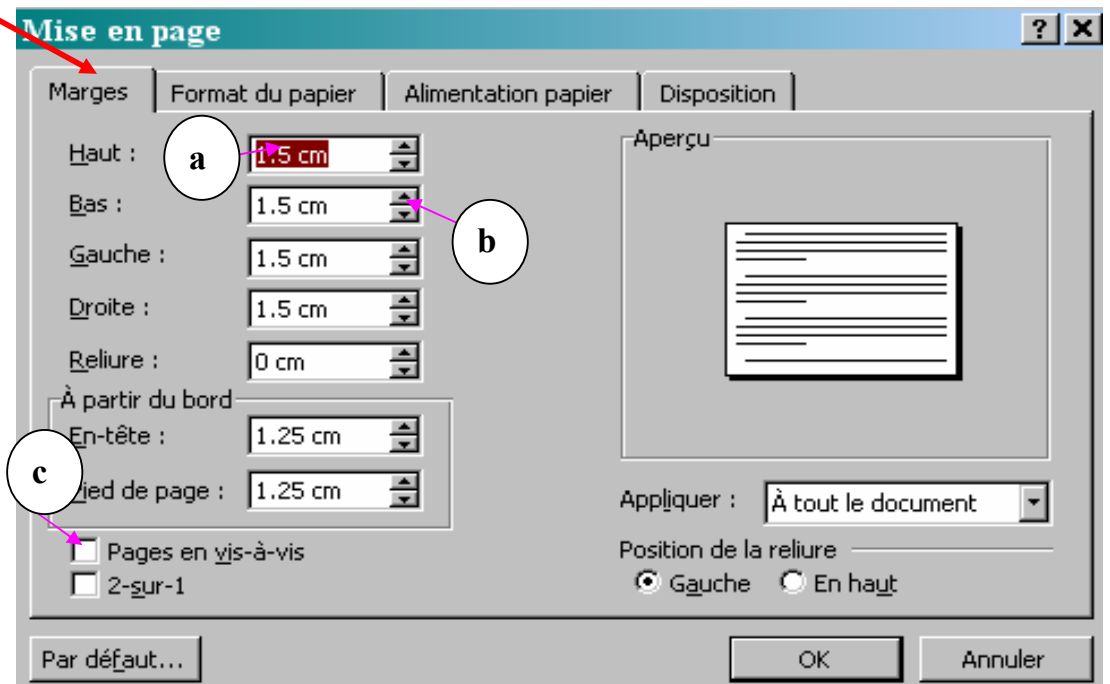 Mise en page
Marges Format du papier Alimentation papier Disposition
Haut : a 1.5 cm
Bas : 1.5 cm
b
Gauche : 1.5 cm
Droite : 1.5 cm
Reliure : 0 cm
À partir du bord
En-tête : 1.25 cm
c
Pied de page : 1.25 cm
Pages en vis-à-vis
2-sur-1
Aperçu
Appliquer : À tout le document
Position de la reliure
Gauche En haut
Par défaut... OK Annuler